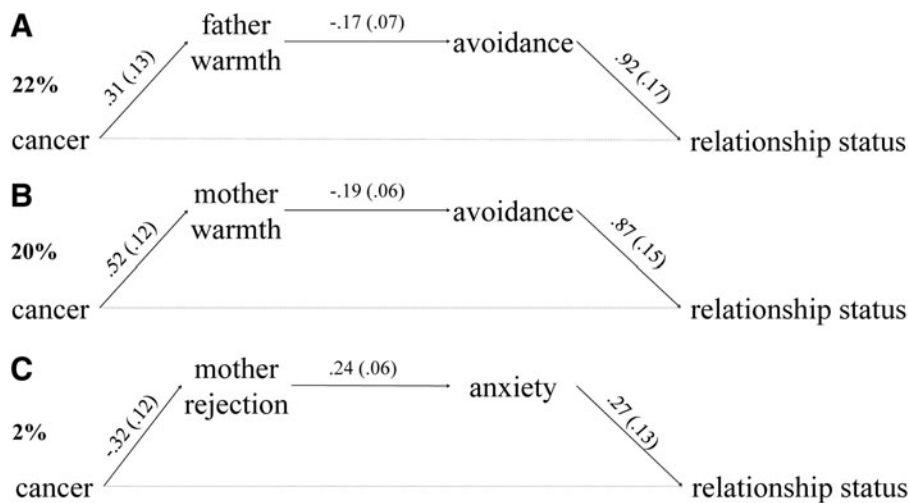 A
father
warmth
-.17 (.07)
avoidance
.31 (.13)
.92 (.17)
22%
cancer
relationship status
B
mother
warmth
-.19 (.06)
avoidance
.52 (.12)
.87 (.15)
20%
cancer
relationship status
C
mother
rejection
.24 (.06)
anxiety
-.32 (.12)
.27 (.13)
2%
cancer
relationship status